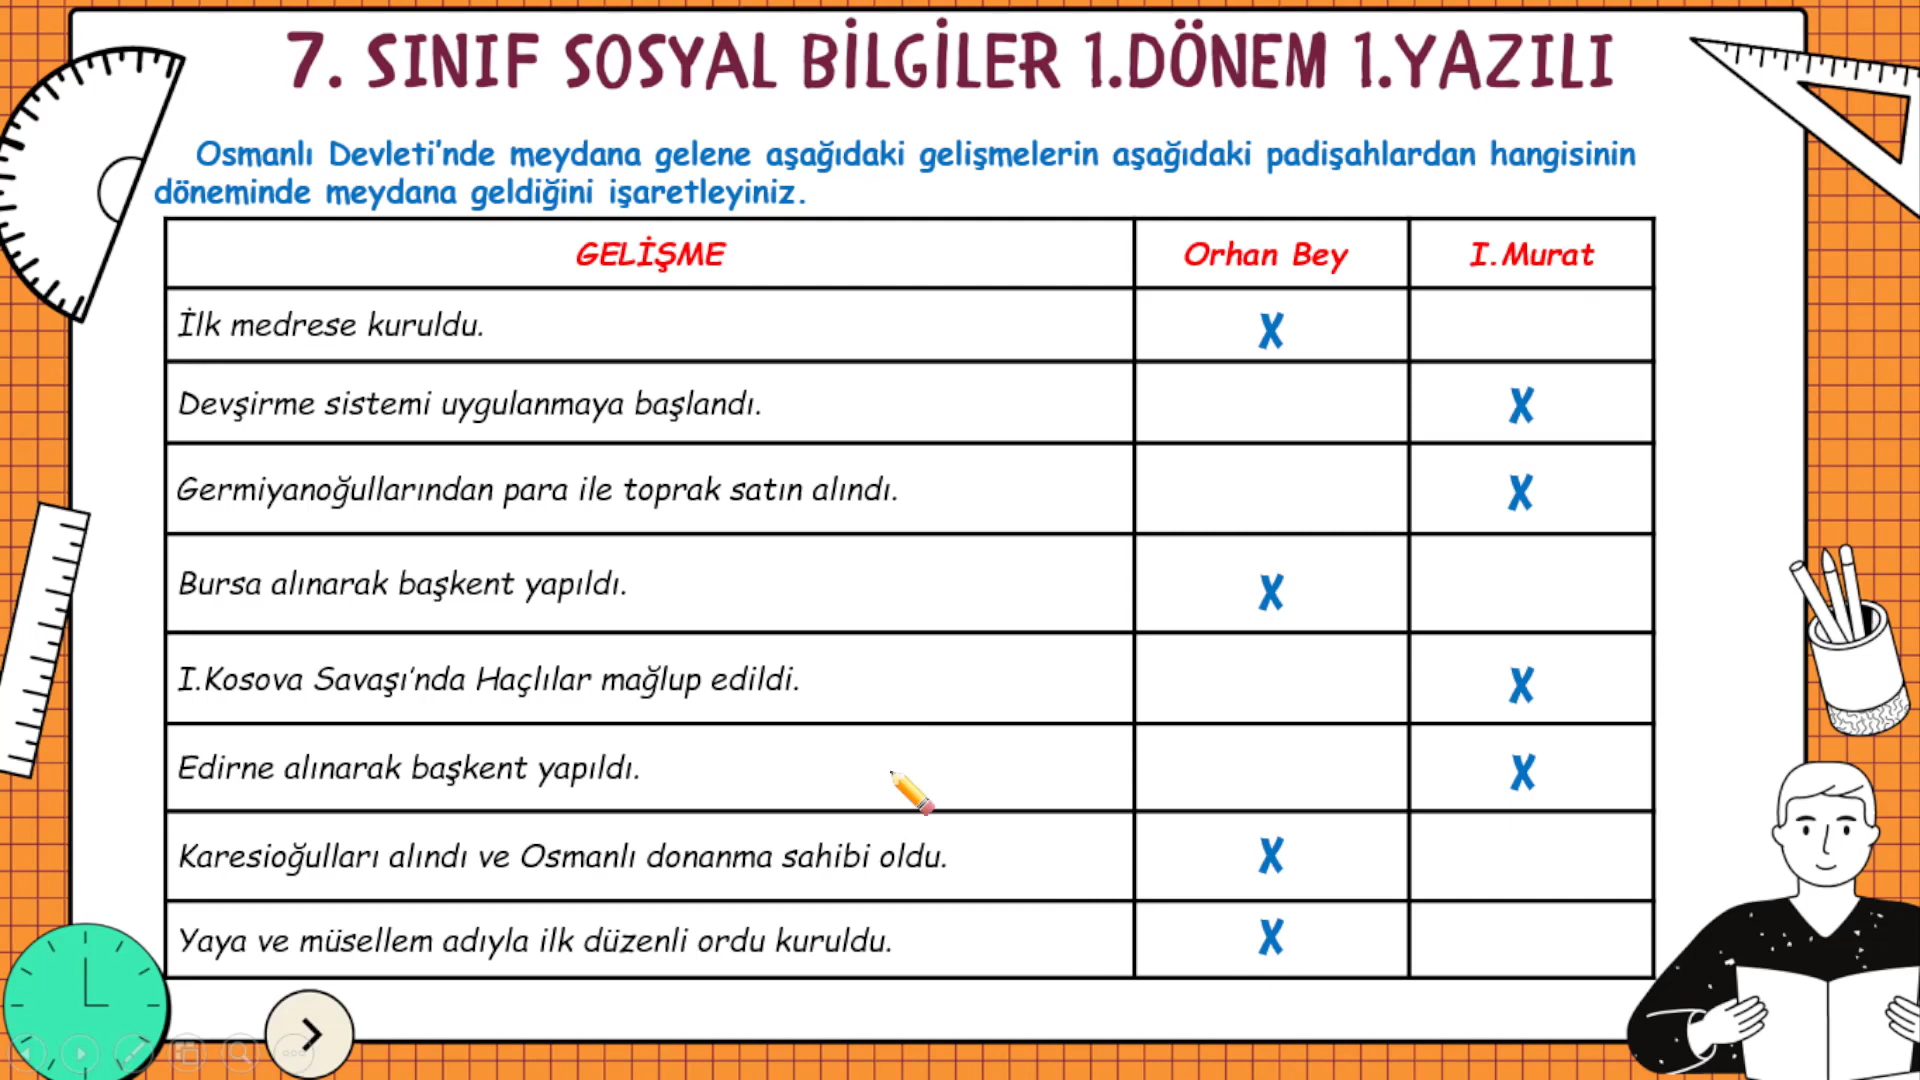 7. SINIF SOSYAL BİLGİLER 1.DÖNEM 1.YAZILI
Osmanlı Devleti’nde meydana gelene aşağıdaki gelişmelerin aşağıdaki padişahlardan hangisinin
döneminde meydana geldiğini işaretleyiniz.
GELİŞME Orhan Bey I.Murat
İlk medrese kuruldu. X
Devşirme sistemi uygulanmaya başlandı. X
Germiyanoğullarından para ile toprak satın alındı. X
Bursa alınarak başkent yapıldı. X
I.Kosova Savaşı’nda Haçlılar mağlup edildi. X
Edirne alınarak başkent yapıldı. X
Karesioğulları alındı ve Osmanlı donanma sahibi oldu. X
Yaya ve müsellem adıyla ilk düzenli ordu kuruldu. X